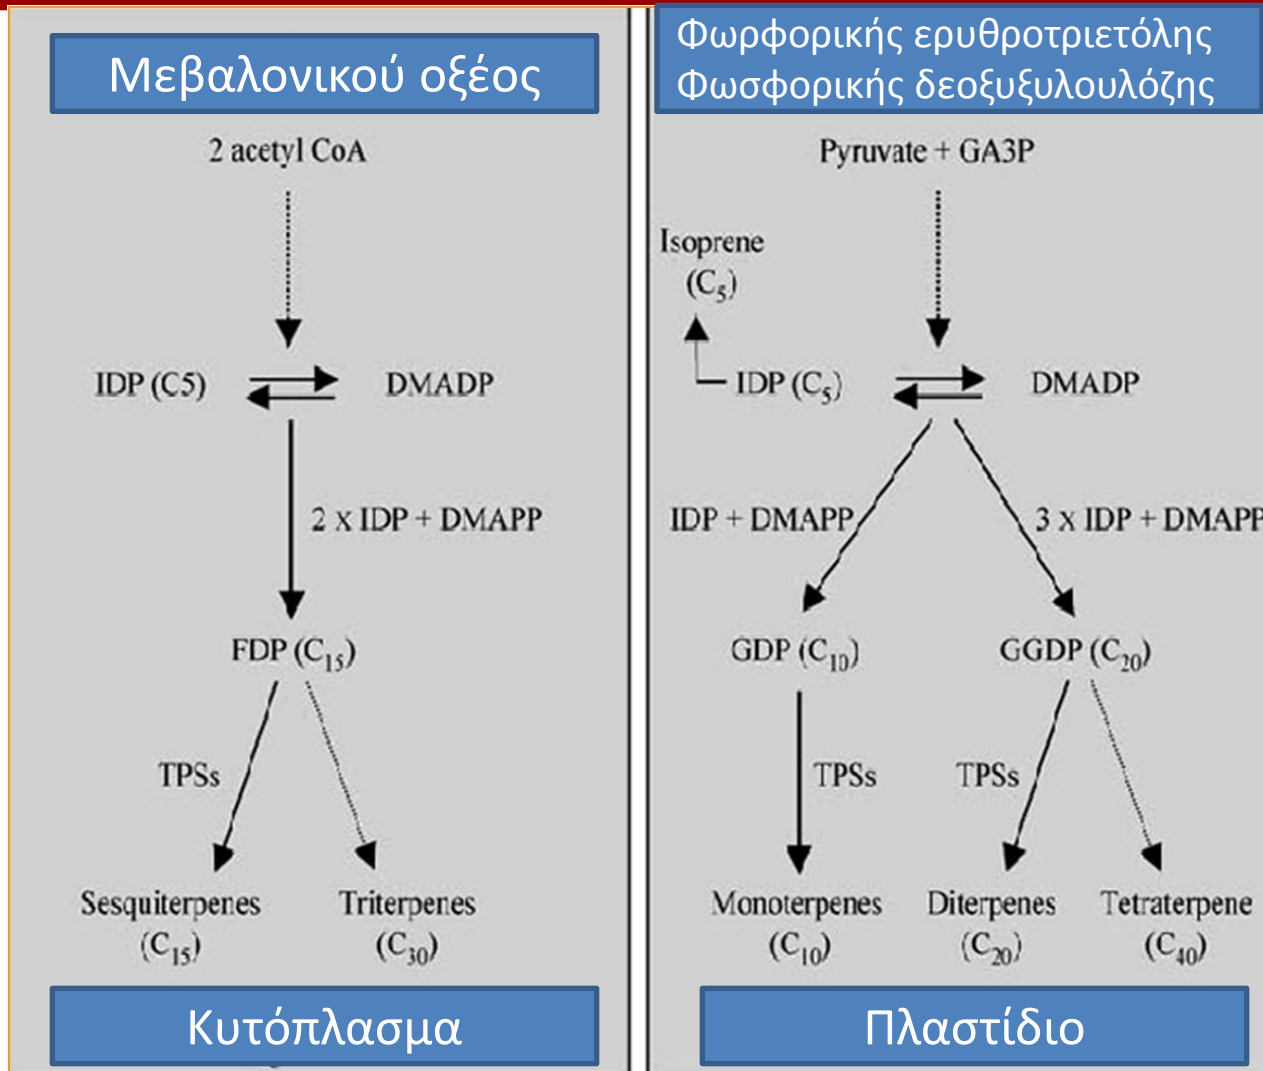 Μεβαλονικού οξέος
2 acetyl CoA
IDP (C5)
DMADP
2 x IDP + DMAPP
FDP (C15)
TPSs
Sesquiterpenes
(C15)
Triterpenes
(C30)
Κυτόπλασμα
Φωρφορικής ερυθροτριετόλης
Φωσφορικής δεοξυξυλουλόζης
Pyruvate + GA3P
Isoprene
(C5)
IDP (C5)
DMADP
IDP + DMAPP
3 x IDP + DMAPP
GDP (C10)
GGDP (C20)
TPSs
TPSs
Monoterpenes
(C10)
Diterpenes
(C20)
Tetraterpene
(C40)
Πλαστίδιο